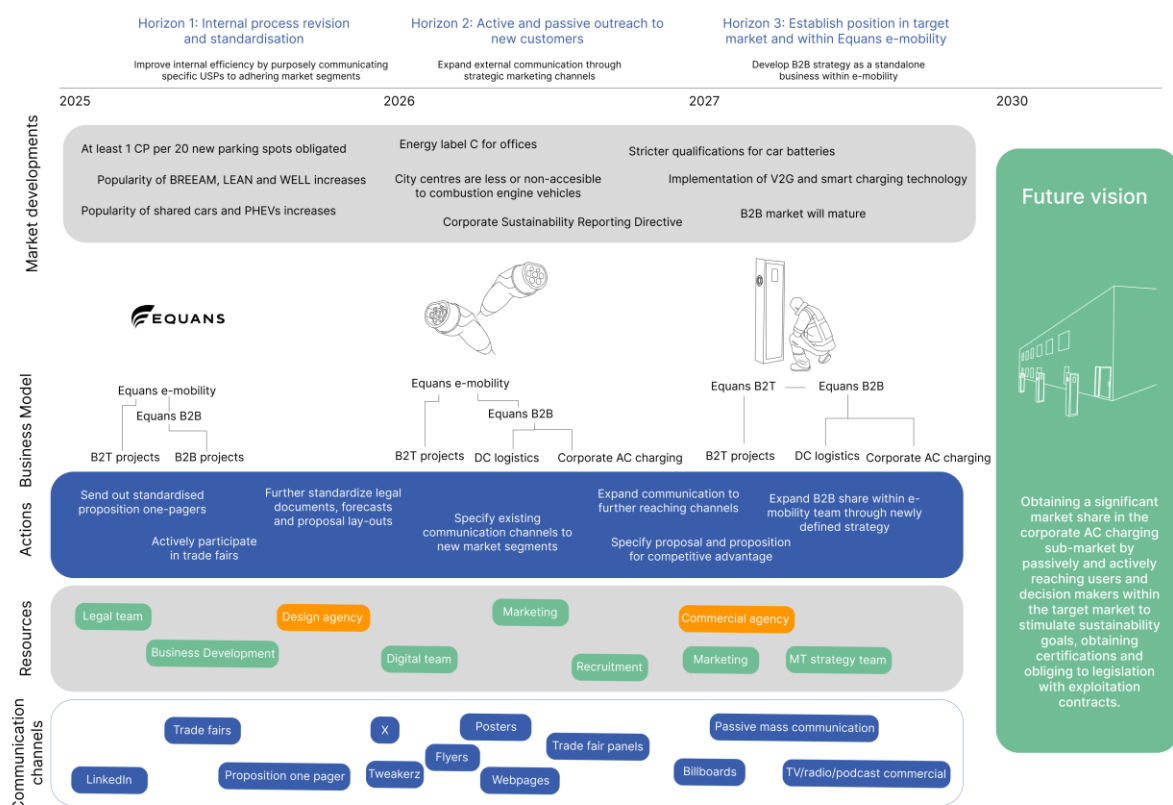 Horizon 1: Internal process revision
and standardisation
Improve internal efficiency by purposely communicating
specific USPs to adhering market segments
Horizon 2: Active and passive outreach to
new customers
Expand external communication through
strategic marketing channels
Horizon 3: Establish position in target
market and within Equans e-mobility
Develop B2B strategy as a standalone
business within e-mobility
2025
2026
2027
2030
Market developments
At least 1 CP per 20 new parking spots obligated
Popularity of BREEAM, LEAN and WELL increases
Popularity of shared cars and PHEVs increases
Energy label C for offices
City centres are less or non-accesible
to combustion engine vehicles
Corporate Sustainability Reporting Directive
Stricter qualifications for car batteries
Implementation of V2G and smart charging technology
B2B market will mature
Business Model
EQUANS
Equans e-mobility
Equans B2B
B2T projects
B2B projects
Equans e-mobility
Equans B2B
B2T projects
DC logistics
Corporate AC charging
Equans B2T
Equans B2B
B2T projects
DC logistics
Corporate AC charging
Actions
Send out standardised
proposition one-pagers
Actively participate
in trade fairs
Further standardize legal
documents, forecasts
and proposal lay-outs
Specify existing
communication channels to
new market segments
Expand communication to
further reaching channels
Specify proposal and proposition
for competitive advantage
Expand B2B share within e-
mobility team through newly
defined strategy
Resources
Legal team
Business Development
Design agency
Digital team
Marketing
Recruitment
Commercial agency
Marketing
MT strategy team
Communication
channels
LinkedIn
Trade fairs
Proposition one pager
X
Tweakerz
Flyers
Posters
Webpages
Trade fair panels
Billboards
Passive mass communication
TV/radio/podcast commercial
Future vision
Obtaining a significant
market share in the
corporate AC charging
sub-market by
passively and actively
reaching users and
decision makers within
the target market to
stimulate sustainability
goals, obtaining
certifications and
obliging to legislation
with exploitation
contracts.